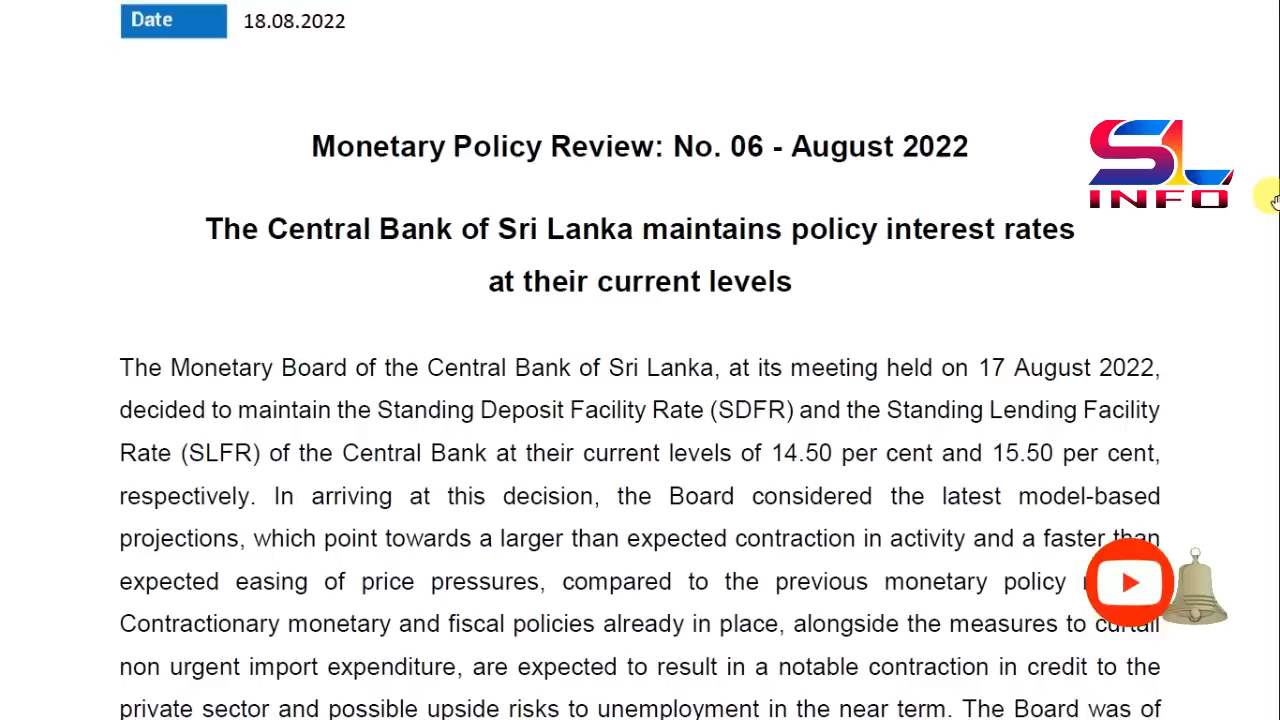 Date 18.08.2022
Monetary Policy Review: No. 06 - August 2022
SL
INFO
The Central Bank of Sri Lanka maintains policy interest rates
at their current levels
The Monetary Board of the Central Bank of Sri Lanka, at its meeting held on 17 August 2022,
decided to maintain the Standing Deposit Facility Rate (SDFR) and the Standing Lending Facility
Rate (SLFR) of the Central Bank at their current levels of 14.50 per cent and 15.50 per cent,
respectively. In arriving at this decision, the Board considered the latest model-based
projections, which point towards a larger than expected contraction in activity and a faster than
expected easing of price pressures, compared to the previous monetary policy
Contractionary monetary and fiscal policies already in place, alongside the measures to curtail
non urgent import expenditure, are expected to result in a notable contraction in credit to the
private sector and possible upside risks to unemployment in the near term. The Board was of